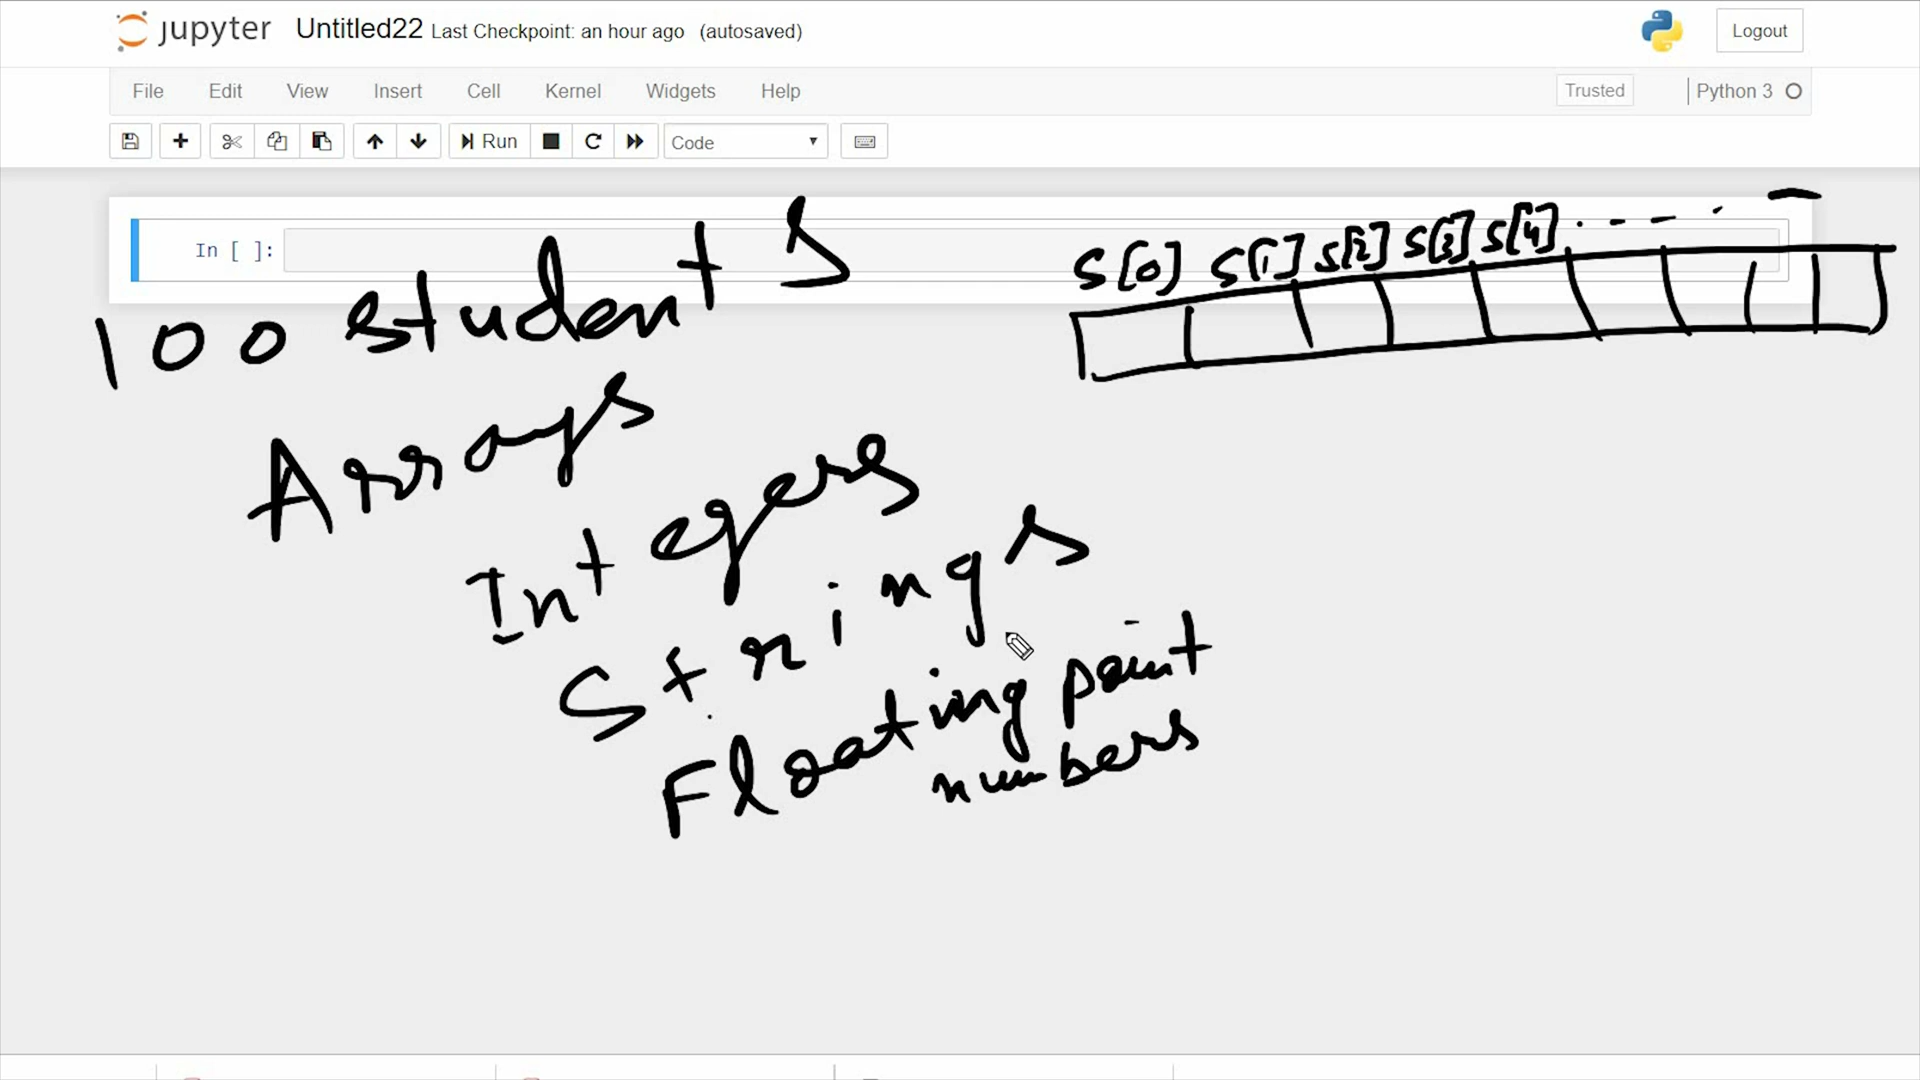 jupyter Untitled22 Last Checkpoint: an hour ago (autosaved) Logout
File Edit View Insert Cell Kernel Widgets Help Trusted Python 3
Run Code
In [ ]:
S[0] S[1] S[2] S[3] S[4] . - - .
100 students
Arrays
Integers
Strings
Floating point
numbers